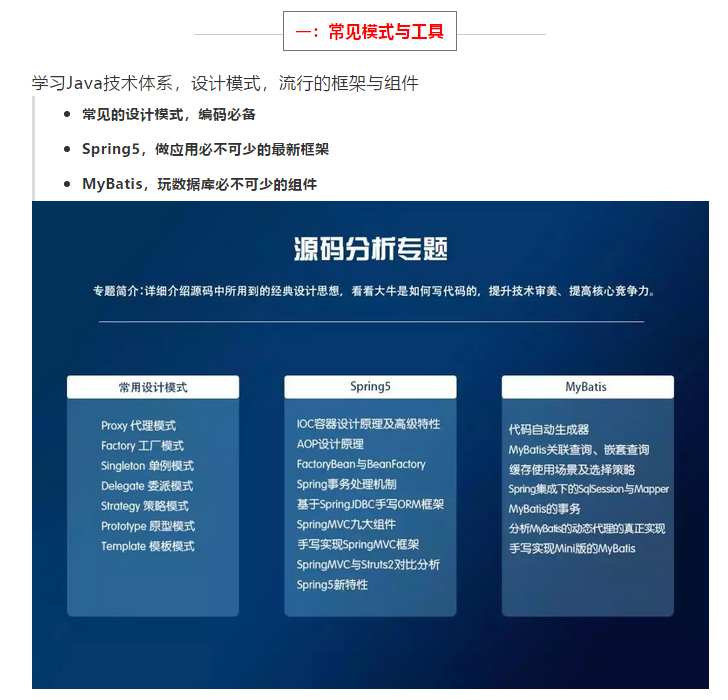 一：常见模式与工具
学习Java技术体系，设计模式，流行的框架与组件
常见的设计模式，编码必备
Spring5，做应用必不可少的最新框架
MyBatis，玩数据库必不可少的组件
源码分析专题
专题简介:详细介绍源码中所用到的经典设计思想，看看大牛是如何写代码的，提升技术审美、提高核心竞争力。
常用设计模式
Proxy 代理模式
Factory 工厂模式
Singleton 单例模式
Delegate 委派模式
Strategy 策略模式
Prototype 原型模式
Template 模板模式
Spring5
IOC容器设计原理及高级特性
AOP设计原理
FactoryBean与BeanFactory
Spring事务处理机制
基于SpringJDBC手写ORM框架
SpringMVC九大组件
手写实现SpringMVC框架
SpringMVC与Struts2对比分析
Spring5新特性
MyBatis
代码自动生成器
MyBatis关联查询、嵌套查询
缓存使用场景及选择策略
Spring集成下的SqlSession与Mapper
MyBatis的事务
分析MyBatis的动态代理的真正实现
手写实现Mini版的MyBatis